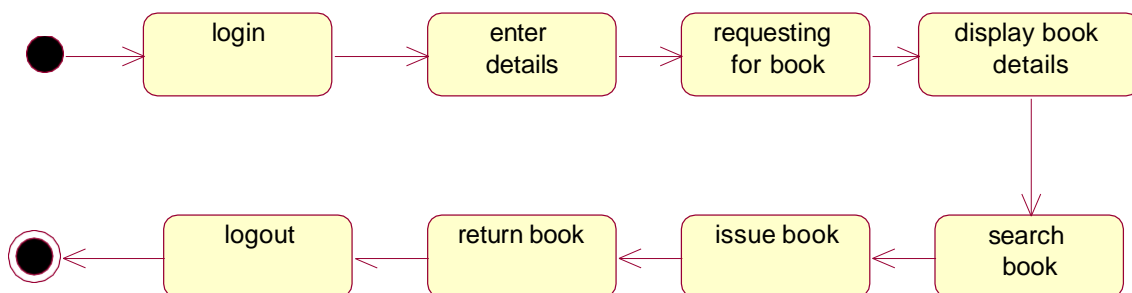 login
enter
details
requesting
for book
display book
details
logout
return book
issue book
search
book